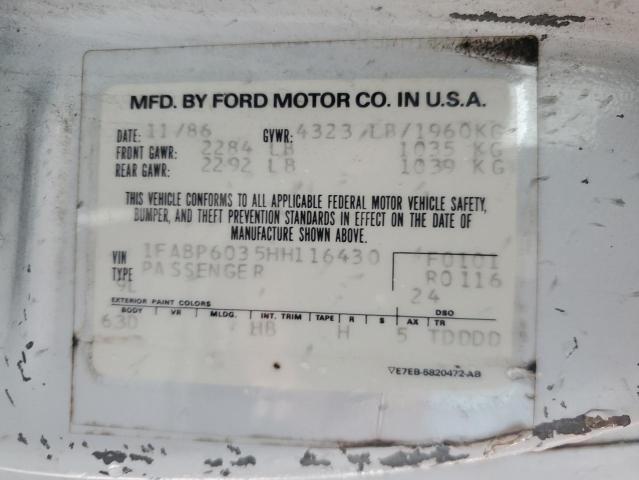 MFD. BY FORD MOTOR CO. IN U.S.A.
DATE: 11/86 GVWR: 4323 LB/1960KG
FRONT GAWR: 2284 LB 1035 KG
REAR GAWR: 2292 LB 1039 KG
THIS VEHICLE CONFORMS TO ALL APPLICABLE FEDERAL MOTOR VEHICLE SAFETY,
BUMPER, AND THEFT PREVENTION STANDARDS IN EFFECT ON THE DATE OF
MANUFACTURE SHOWN ABOVE.
VIN 1FABP6035HH116430 F0101
TYPE PASSENGER R0116
9L 24
EXTERIOR PAINT COLORS DSO
BODY VR MLDG. INT. TRIM TAPE R S AX TR
63D HB H 5 TDDDD
E7EB-5820472-AB